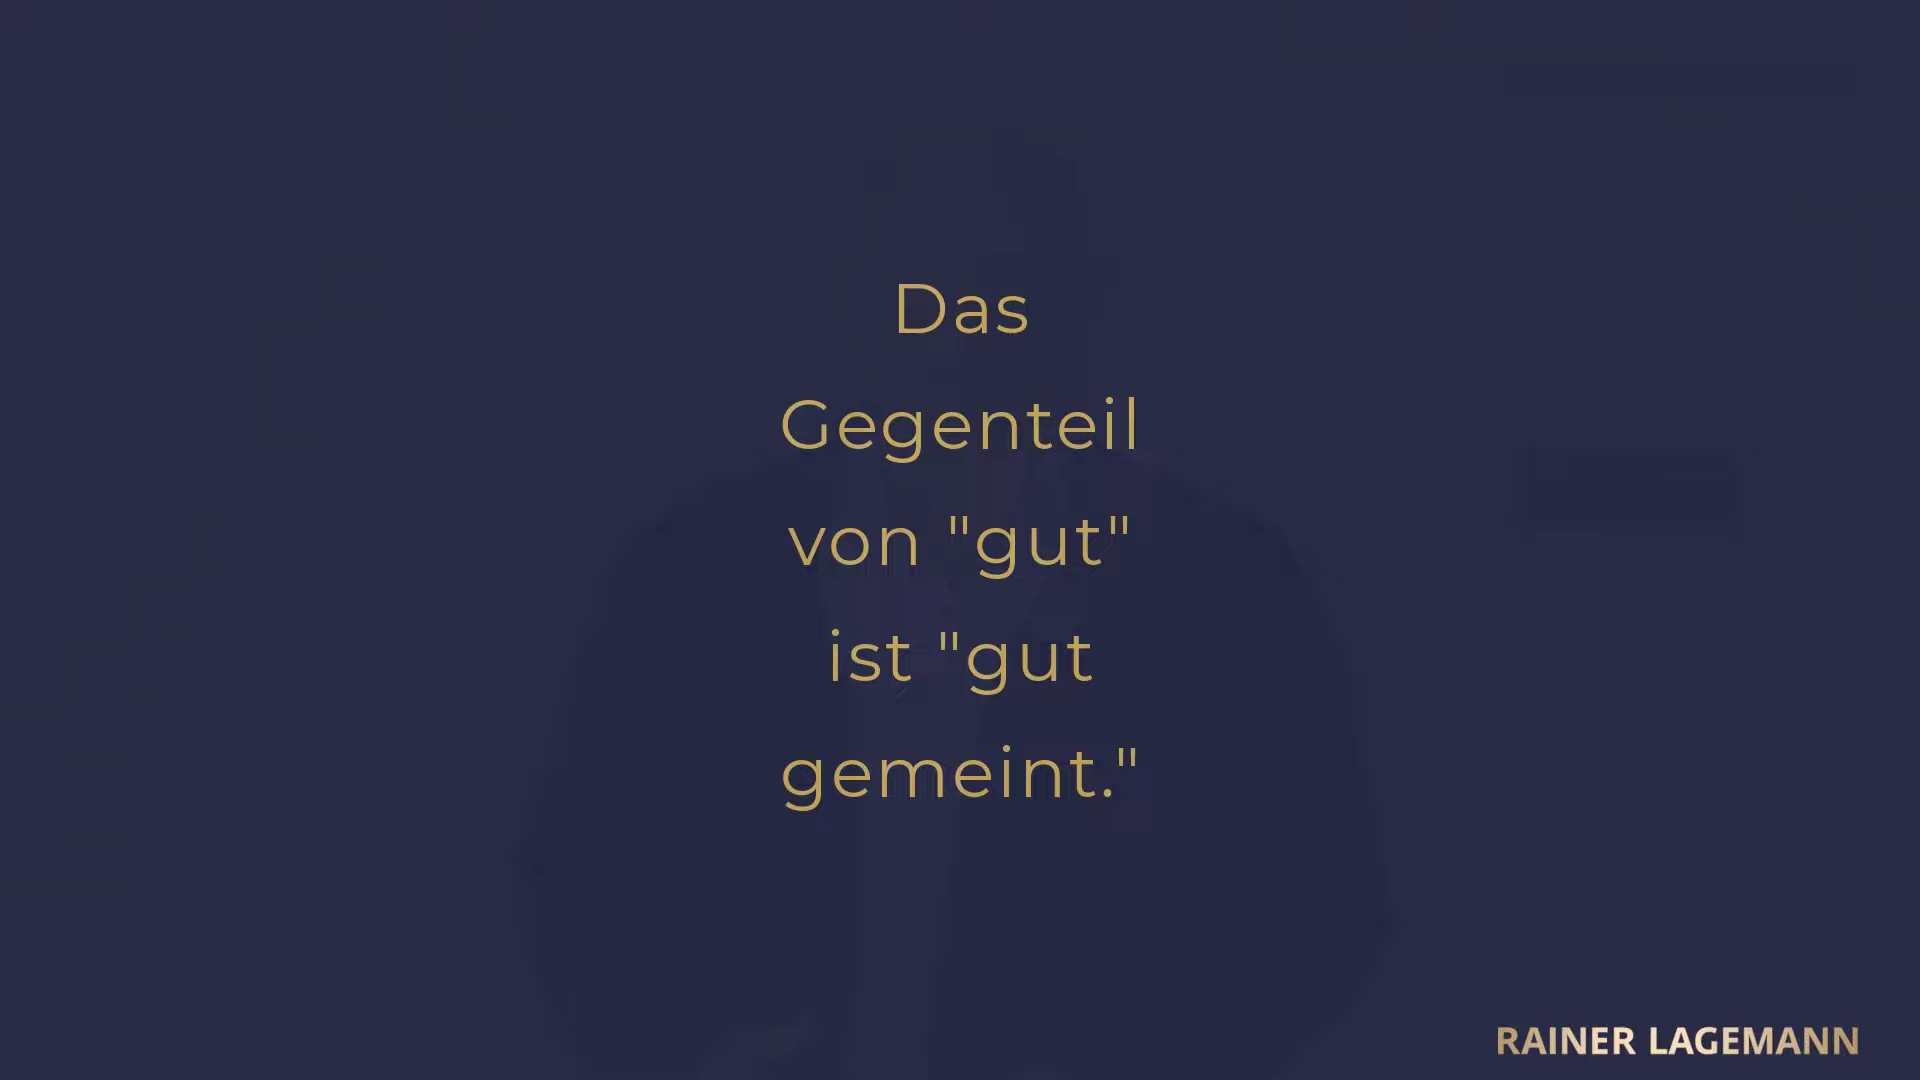 Das
Gegenteil
von "gut"
ist "gut
gemeint."
RAINER LAGEMANN